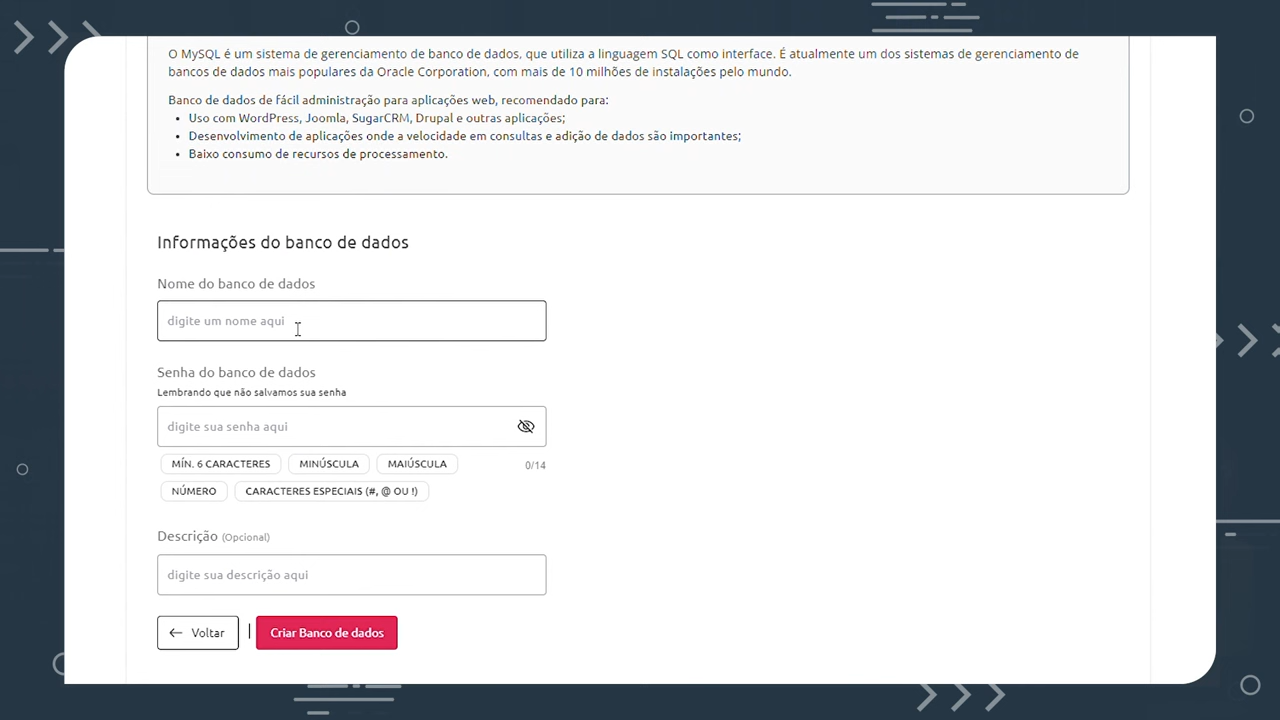 O MySQL é um sistema de gerenciamento de banco de dados, que utiliza a linguagem SQL como interface. É atualmente um dos sistemas de gerenciamento de
bancos de dados mais populares da Oracle Corporation, com mais de 10 milhões de instalações pelo mundo.
Banco de dados de fácil administração para aplicações web, recomendado para:
• Uso com WordPress, Joomla, SugarCRM, Drupal e outras aplicações;
• Desenvolvimento de aplicações onde a velocidade em consultas e adição de dados são importantes;
• Baixo consumo de recursos de processamento.
Informações do banco de dados
Nome do banco de dados
digite um nome aqui
Senha do banco de dados
Lembrando que não salvamos sua senha
digite sua senha aqui
MÍN. 6 CARACTERES MINÚSCULA MAIÚSCULA 0/14
NÚMERO CARACTERES ESPECIAIS (#, @ OU !)
Descrição (Opcional)
digite sua descrição aqui
← Voltar | Criar Banco de dados